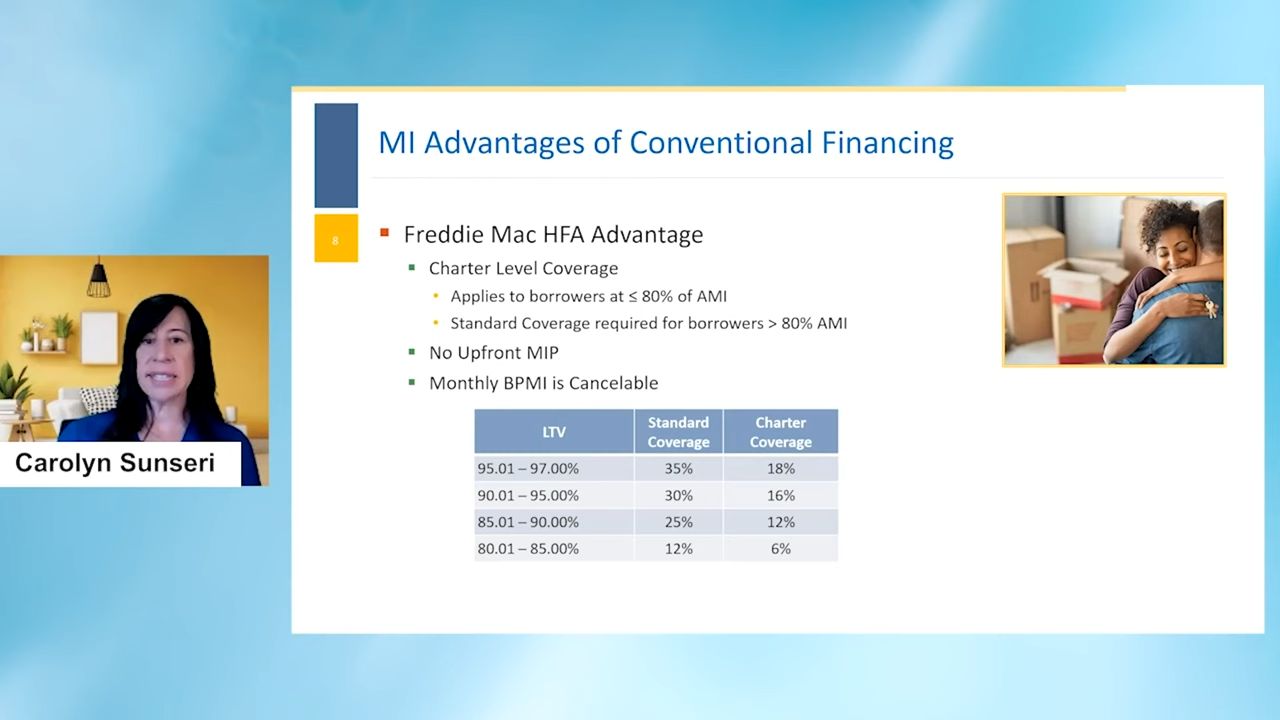 MI Advantages of Conventional Financing
8
Freddie Mac HFA Advantage
Charter Level Coverage
Applies to borrowers at ≤ 80% of AMI
Standard Coverage required for borrowers > 80% AMI
No Upfront MIP
Monthly BPMI is Cancelable
LTV Standard Coverage Charter Coverage
95.01 – 97.00% 35% 18%
90.01 – 95.00% 30% 16%
85.01 – 90.00% 25% 12%
80.01 – 85.00% 12% 6%
Carolyn Sunseri